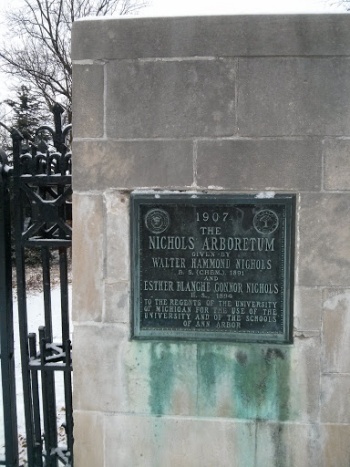 1907
THE
NICHOLS ARBORETUM
GIVEN BY
WALTER HAMMOND NICHOLS
B. S. (CHEM.) 1891
AND
ESTHER BLANCHE CONNOR NICHOLS
B. S., 1894
TO THE REGENTS OF THE UNIVERSITY
OF MICHIGAN FOR THE USE OF THE
UNIVERSITY AND OF THE SCHOOLS
OF ANN ARBOR